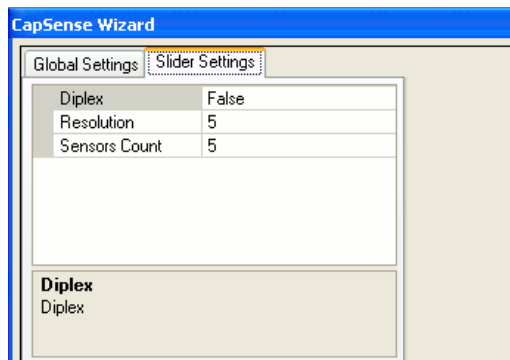 CapSense Wizard
Global Settings Slider Settings
Diplex False
Resolution 5
Sensors Count 5
Diplex
Diplex